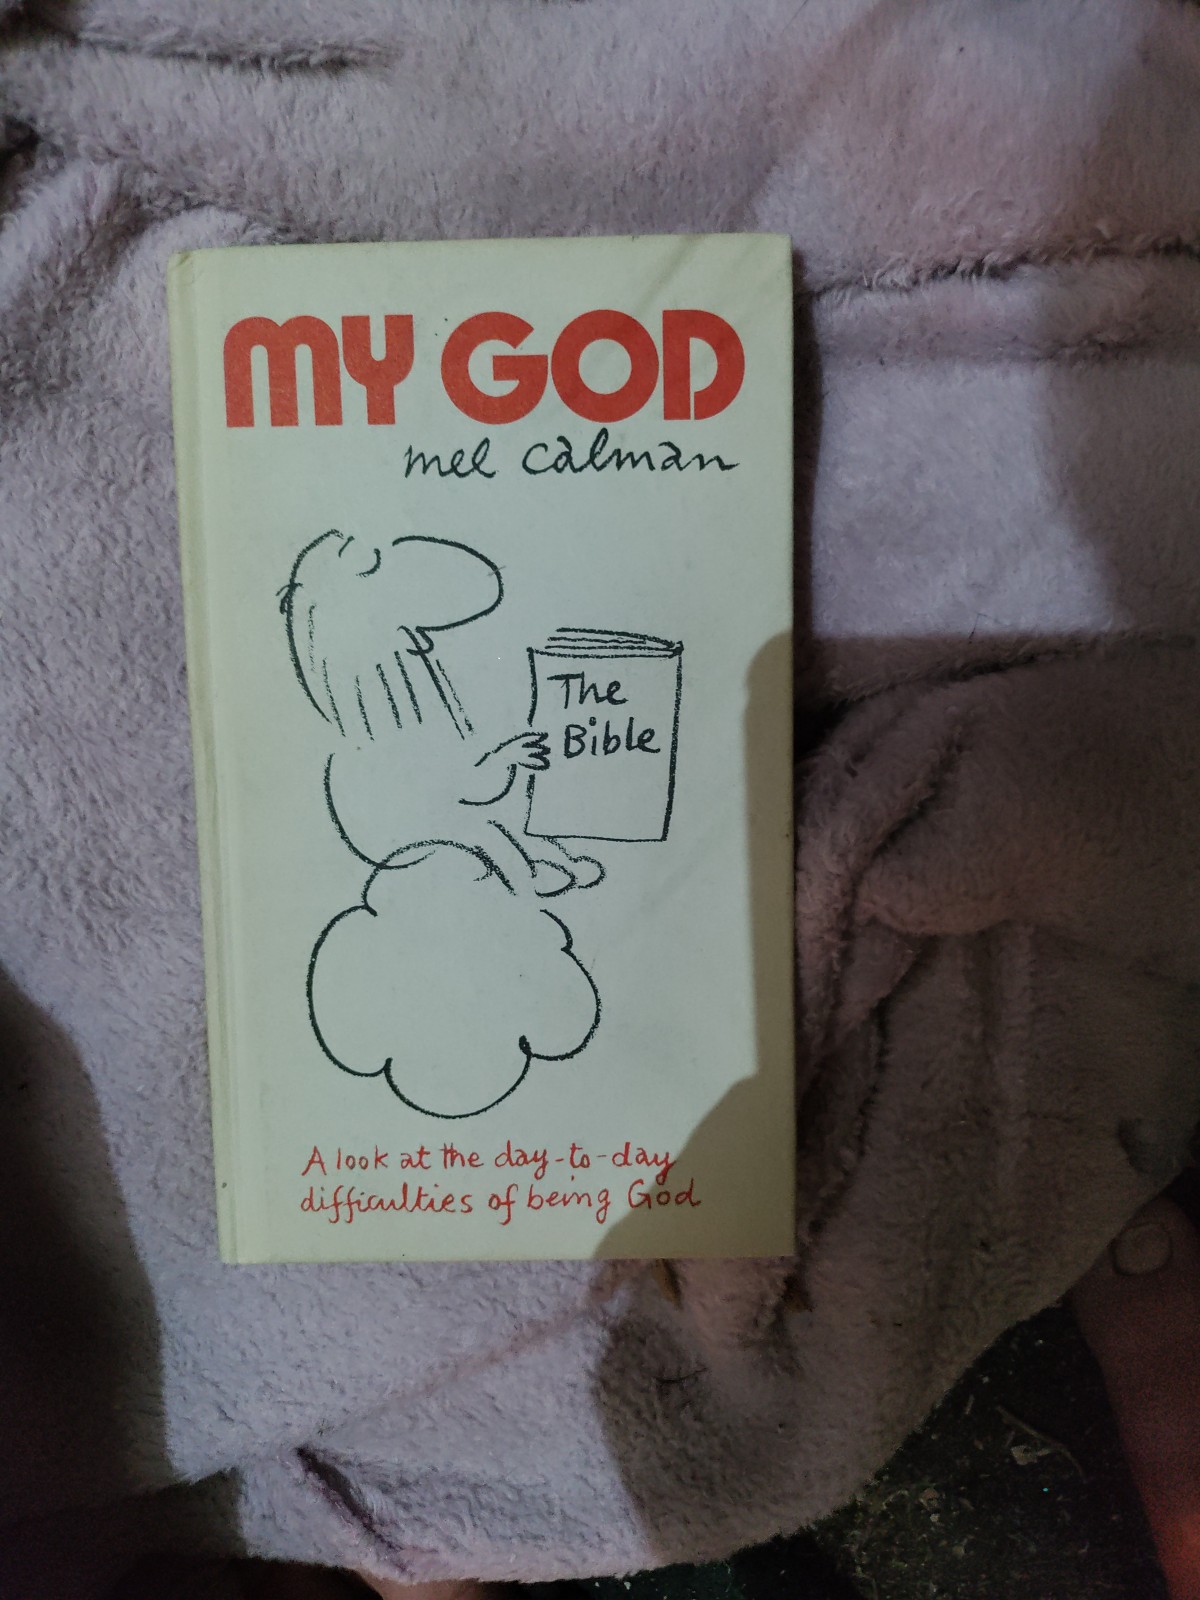 MY GOD
mel calman
The
Bible
A look at the day-to-day
difficulties of being God